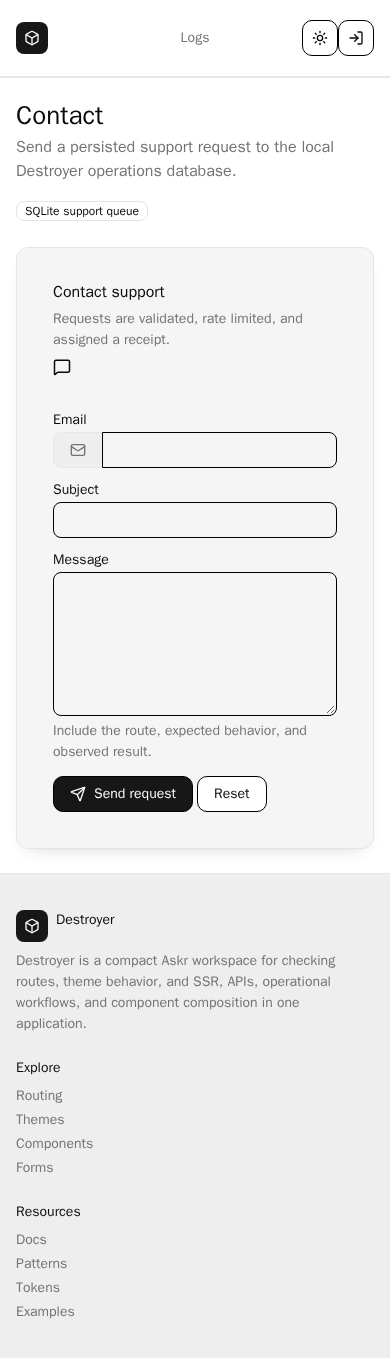 Logs
Contact
Send a persisted support request to the local
Destroyer operations database.
SQLite support queue
Contact support
Requests are validated, rate limited, and
assigned a receipt.
Email
Subject
Message
Include the route, expected behavior, and
observed result.
Send request
Reset
Destroyer
Destroyer is a compact Askr workspace for checking
routes, theme behavior, and SSR, APIs, operational
workflows, and component composition in one
application.
Explore
Routing
Themes
Components
Forms
Resources
Docs
Patterns
Tokens
Examples